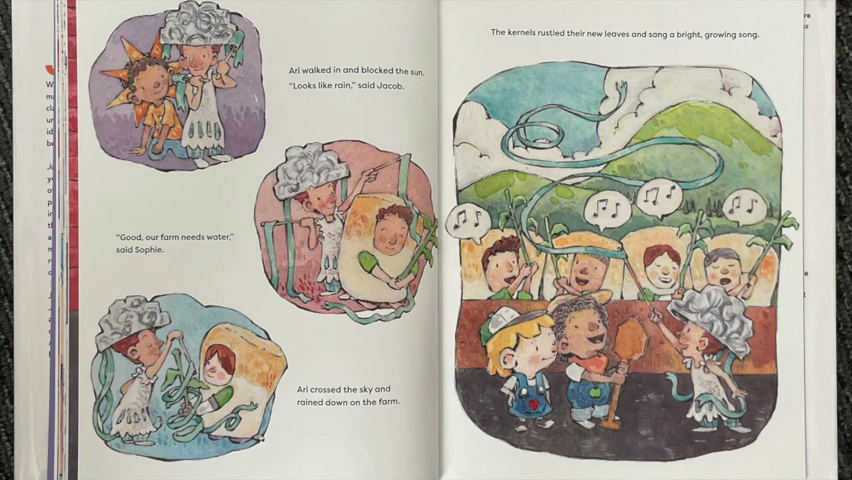 Ari walked in and blocked the sun.
"Looks like rain," said Jacob.
"Good, our farm needs water,"
said Sophie.
Ari crossed the sky and
rained down on the farm.
The kernels rustled their new leaves and sang a bright, growing song.